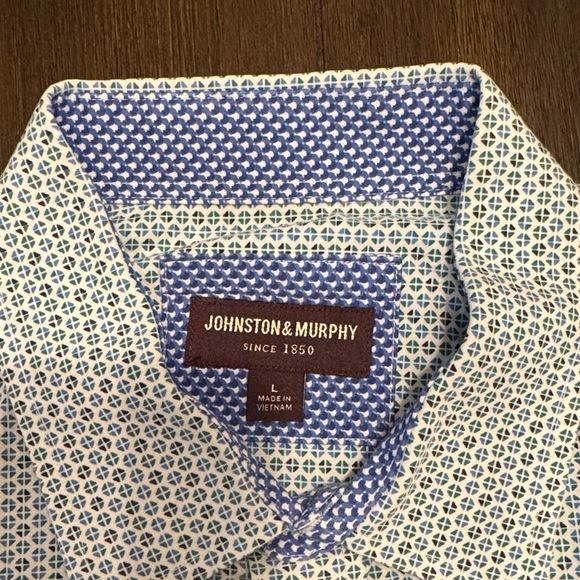 JOHNSTON & MURPHY
SINCE 1850
L
MADE IN
VIETNAM